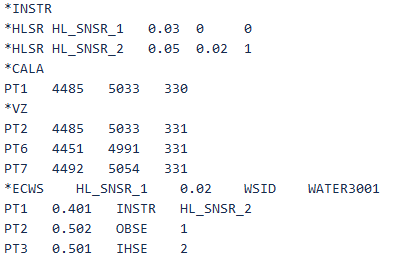 *INSTR
*HLSR HL_SNSR_1 0.03 0 0
*HLSR HL_SNSR_2 0.05 0.02 1
*CALA
PT1 4485 5033 330
*VZ
PT2 4485 5033 331
PT6 4451 4991 331
PT7 4492 5054 331
*ECWS HL_SNSR_1 0.02 WSID WATER3001
PT1 0.401 INSTR HL_SNSR_2
PT2 0.502 OBSE 1
PT3 0.501 IHSE 2